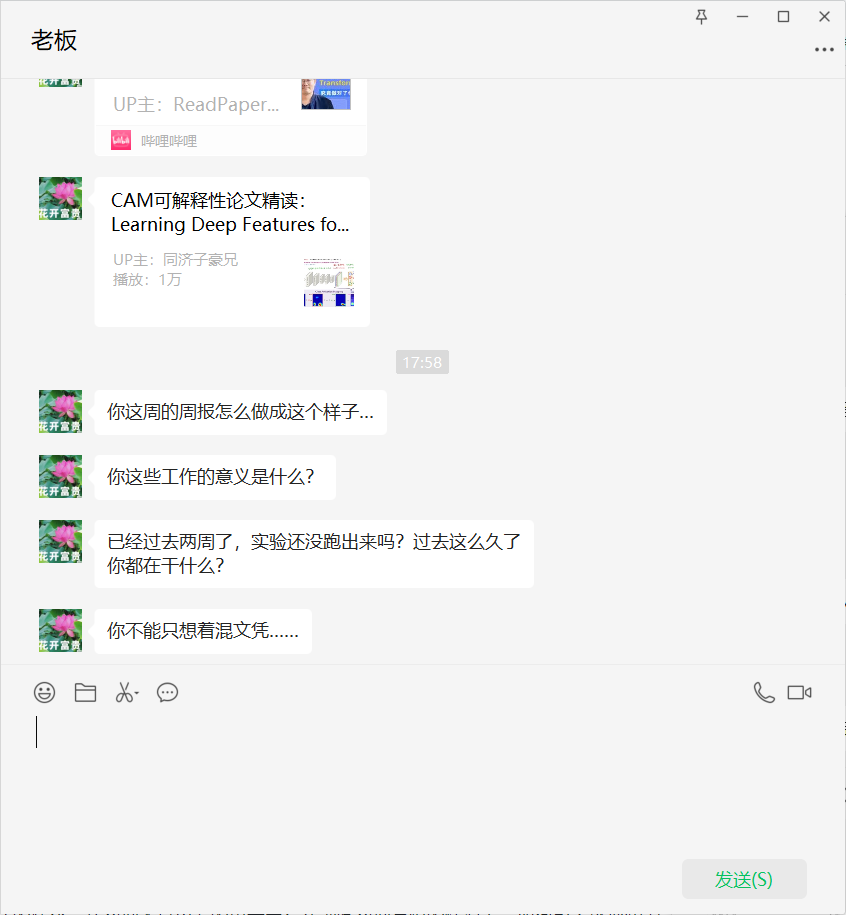 老板
花开富贵
Transfor
UP主：ReadPaper...
哔哩哔哩
花开富贵
CAM可解释性论文精读：
Learning Deep Features fo...
UP主：同济子豪兄
播放：1万
17:58
花开富贵
你这周的周报怎么做成这个样子...
花开富贵
你这些工作的意义是什么？
花开富贵
已经过去两周了，实验还没跑出来吗？过去这么久了
你都在干什么？
花开富贵
你不能只想着混文凭......
发送(S)